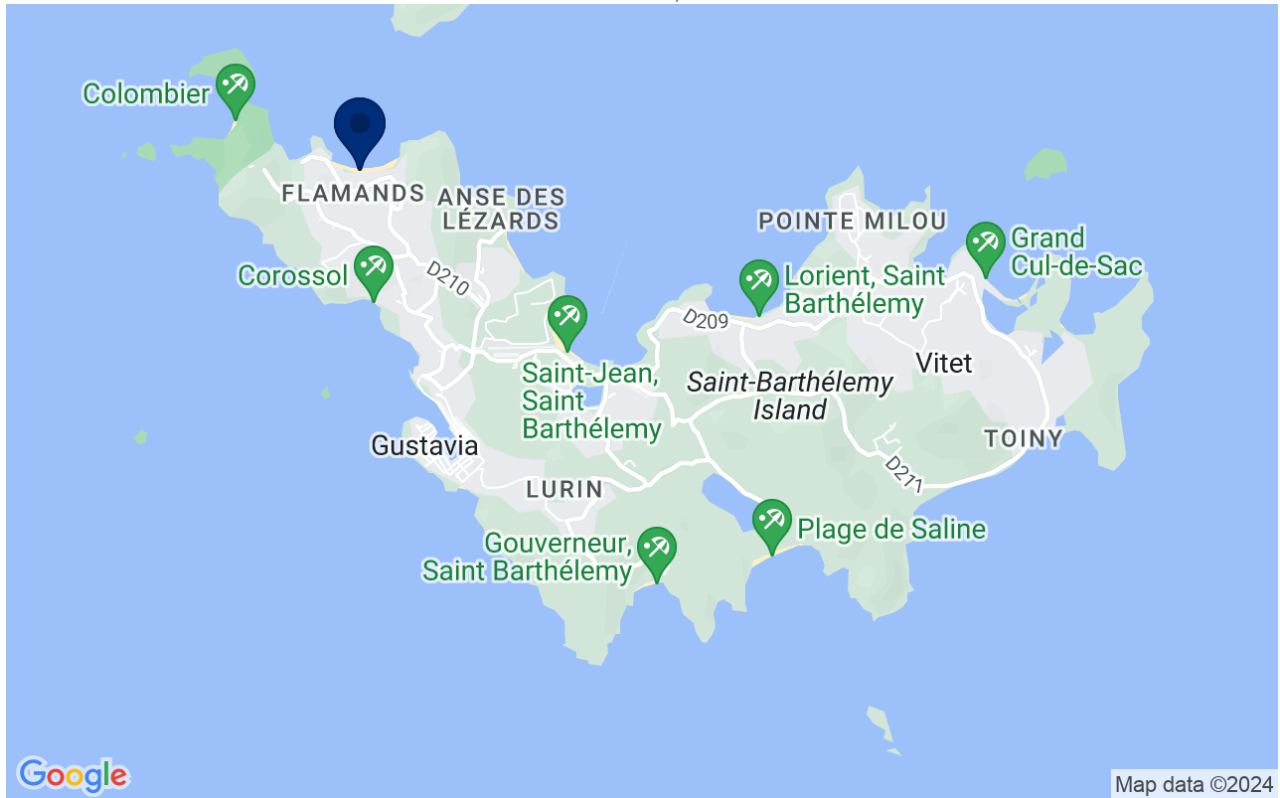 Colombier
FLAMANDS
ANSE DES
LÉZARDS
POINTE MILOU
Grand
Cul-de-Sac
Corossol
D210
Lorient, Saint
Barthélemy
D209
Vitet
Saint-Jean,
Saint
Barthélemy
Saint-Barthélemy
Island
Gustavia
TOINY
LURIN
D211
Plage de Saline
Gouverneur,
Saint Barthélemy
Google
Map data ©2024